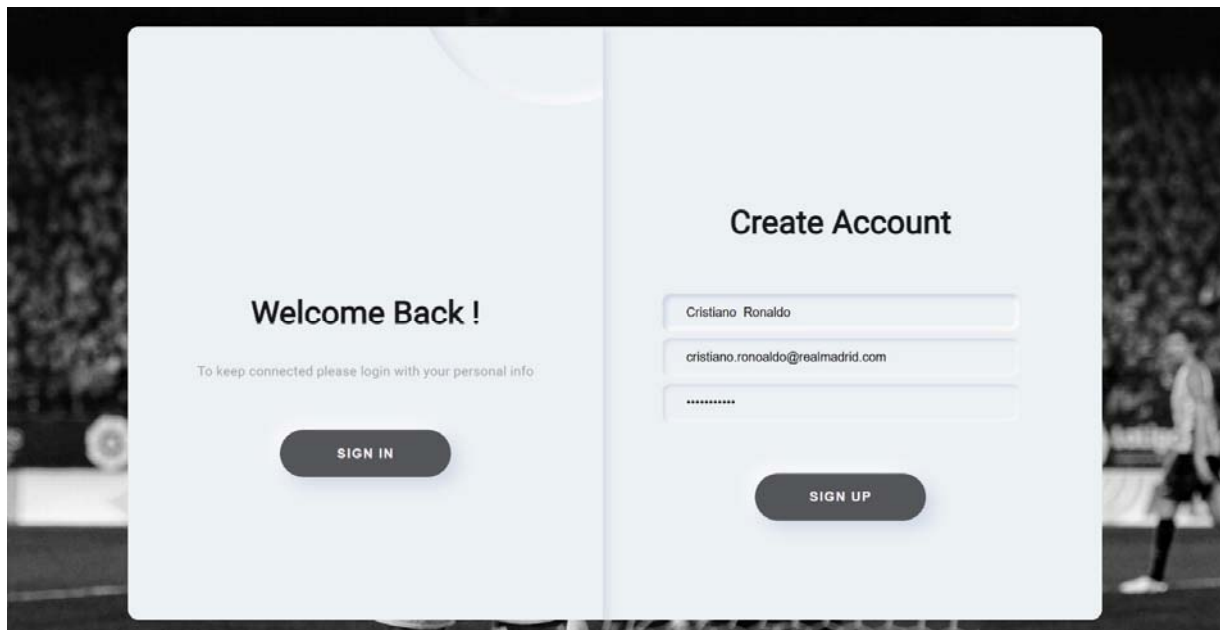 Welcome Back !
To keep connected please login with your personal info
SIGN IN
Create Account
Cristiano  Ronaldo
cristiano.ronoaldo@realmadrid.com
•••••••••••
SIGN UP